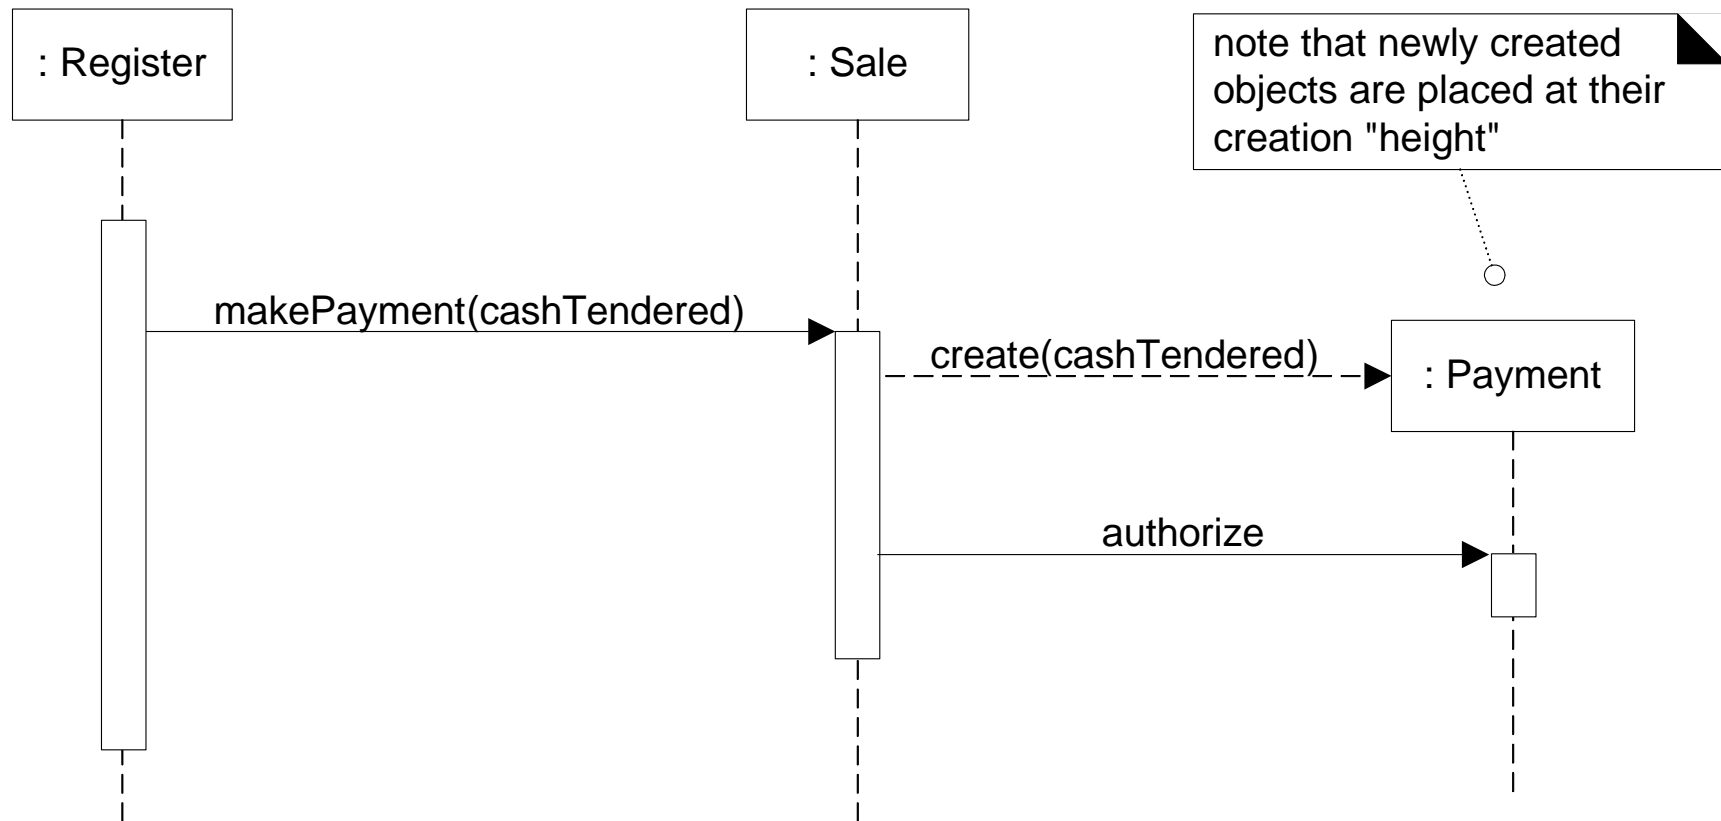 : Register
: Sale
note that newly created
objects are placed at their
creation "height"
makePayment(cashTendered)
create(cashTendered)
: Payment
authorize